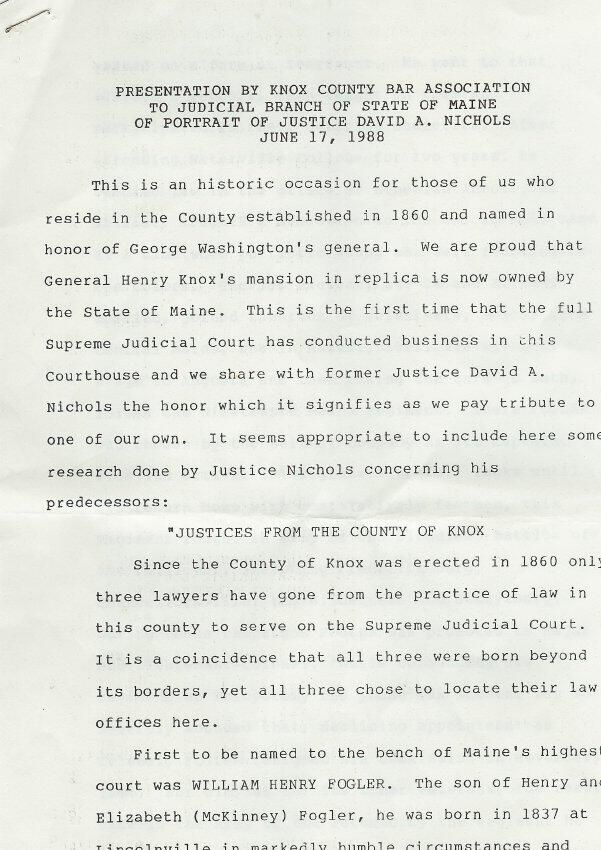 PRESENTATION BY KNOX COUNTY BAR ASSOCIATION
TO JUDICIAL BRANCH OF STATE OF MAINE
OF PORTRAIT OF JUSTICE DAVID A. NICHOLS
JUNE 17, 1988
This is an historic occasion for those of us who
reside in the County established in 1860 and named in
honor of George Washington's general. We are proud that
General Henry Knox's mansion in replica is now owned by
the State of Maine. This is the first time that the full
Supreme Judicial Court has conducted business in this
Courthouse and we share with former Justice David A.
Nichols the honor which it signifies as we pay tribute to
one of our own. It seems appropriate to include here some
research done by Justice Nichols concerning his
predecessors:
"JUSTICES FROM THE COUNTY OF KNOX
Since the County of Knox was erected in 1860 only
three lawyers have gone from the practice of law in
this county to serve on the Supreme Judicial Court.
It is a coincidence that all three were born beyond
its borders, yet all three chose to locate their law
offices here.
First to be named to the bench of Maine's highest
court was WILLIAM HENRY FOGLER. The son of Henry and
Elizabeth (McKinney) Fogler, he was born in 1837 at
Lincolnville in markedly humble circumstances and